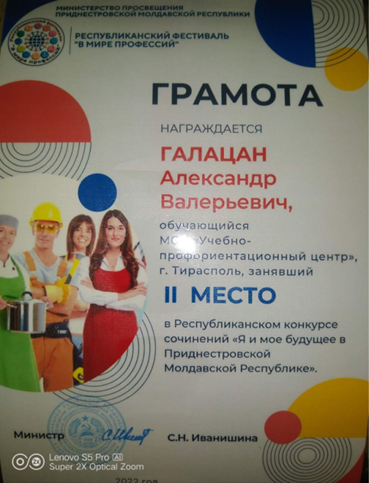 МИНИСТЕРСТВО ПРОСВЕЩЕНИЯ
ПРИДНЕСТРОВСКОЙ МОЛДАВСКОЙ РЕСПУБЛИКИ
РЕСПУБЛИКАНСКИЙ ФЕСТИВАЛЬ
"В МИРЕ ПРОФЕССИЙ"
ГРАМОТА
НАГРАЖДАЕТСЯ
ГАЛАЦАН
Александр
Валерьевич,
обучающийся
«Учебно-
профориентационный центр»,
г. Тирасполь, занявший
II МЕСТО
в Республиканском конкурсе
сочинений «Я и мое будущее в
Приднестровской
Молдавской Республике».
Министр
С.Н. Иванишина
Lenovo S5 Pro AI
Super 2X Optical Zoom
2022 год